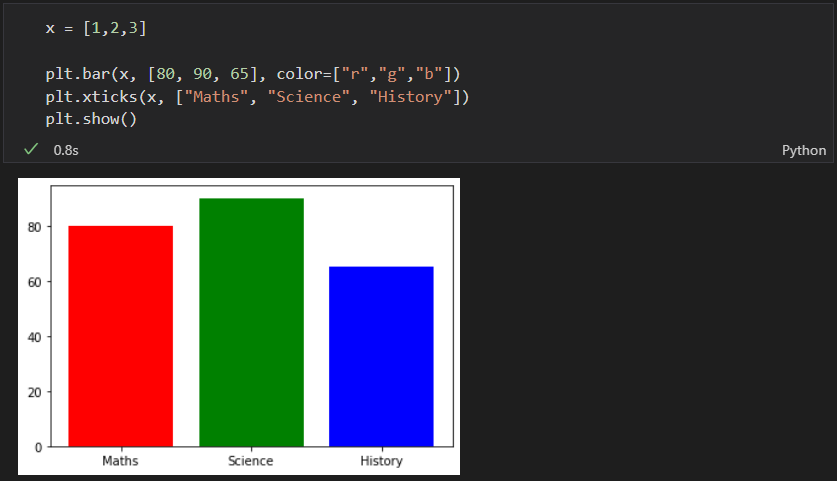 x = [1,2,3]
plt.bar(x, [80, 90, 65], color=["r","g","b"])
plt.xticks(x, ["Maths", "Science", "History"])
plt.show()
0.8s Python
80
60
40
20
0
Maths Science History